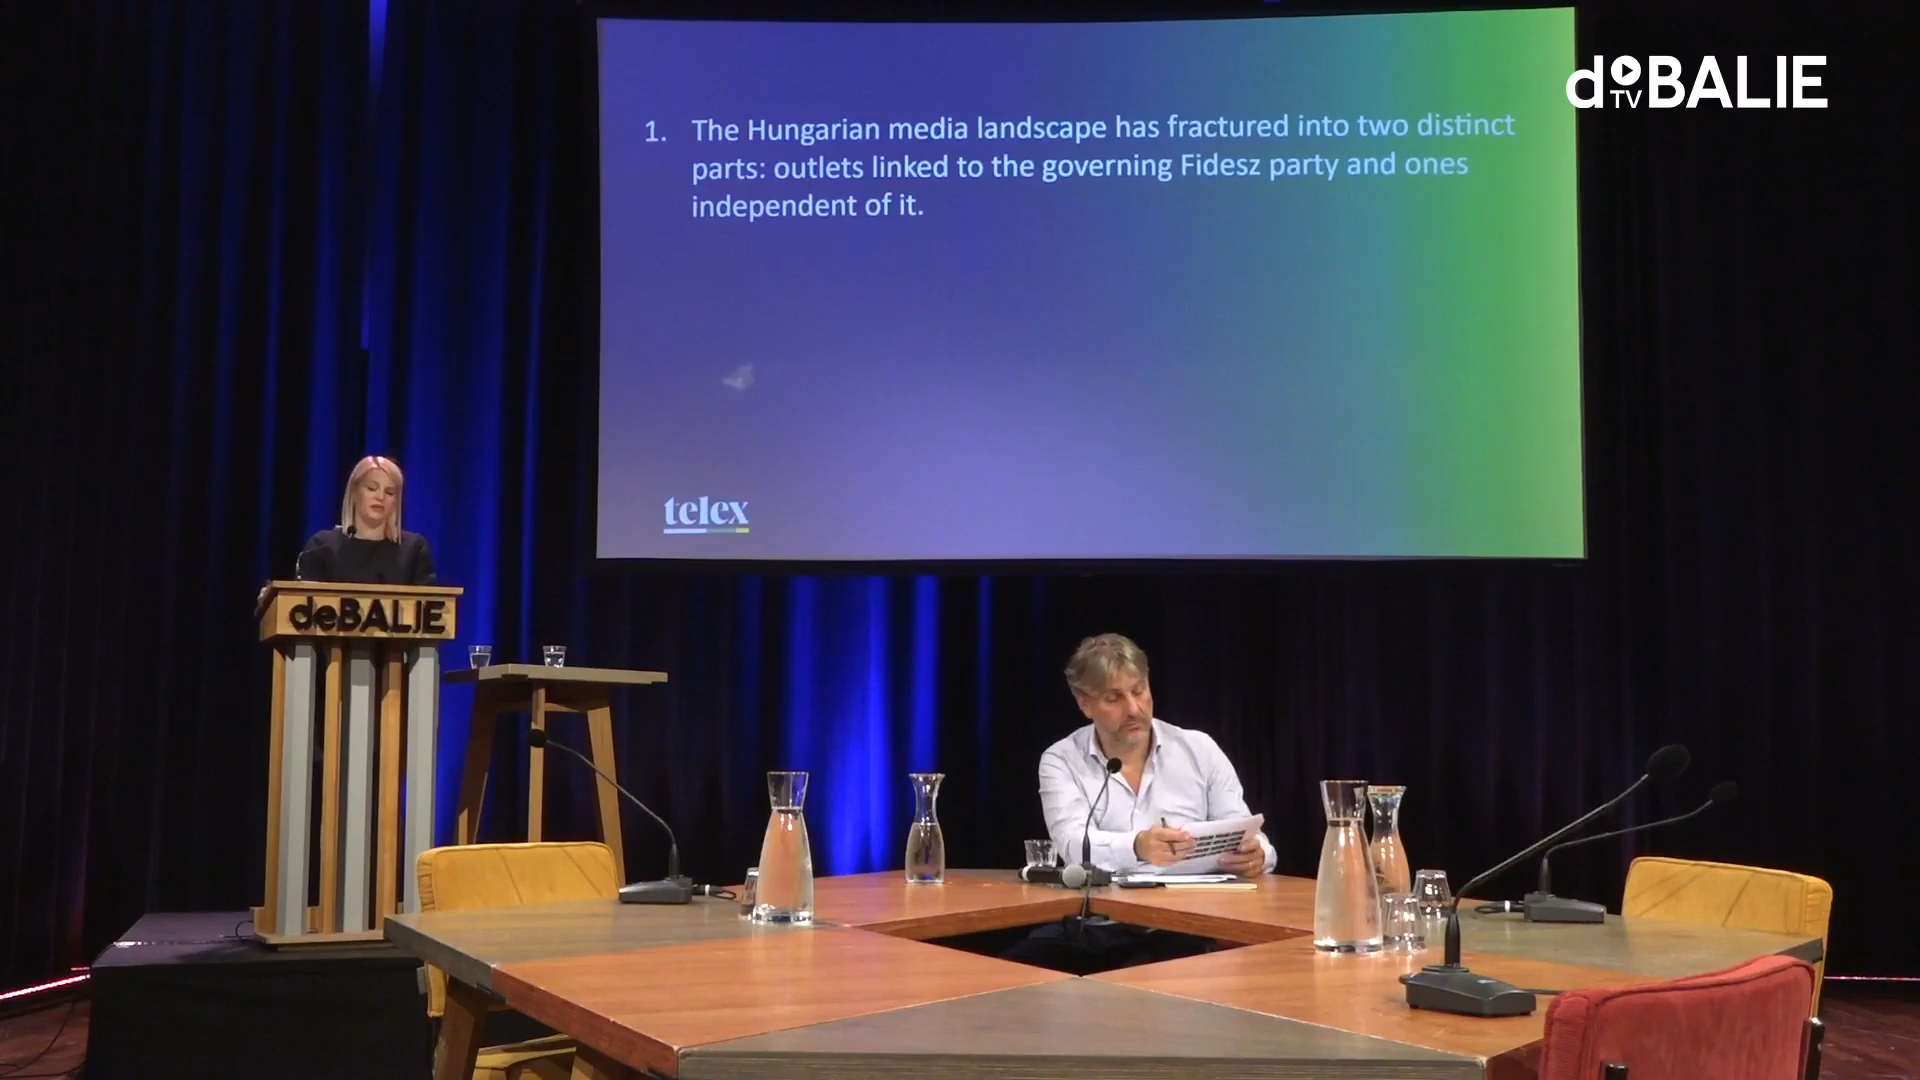 deBALIE
TV
1. The Hungarian media landscape has fractured into two distinct
parts: outlets linked to the governing Fidesz party and ones
independent of it.
telex
deBALIE